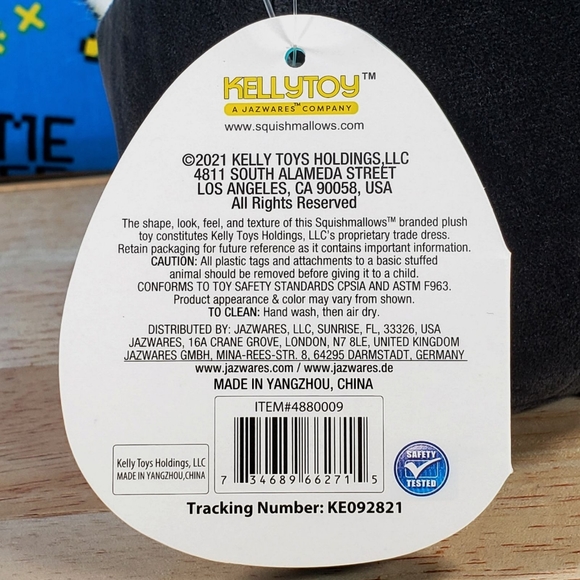 KELLYTOY™
A JAZWARES™ COMPANY
www.squishmallows.com
©2021 KELLY TOYS HOLDINGS,LLC
4811 SOUTH ALAMEDA STREET
LOS ANGELES, CA 90058, USA
All Rights Reserved
The shape, look, feel, and texture of this Squishmallows™ branded plush
toy constitutes Kelly Toys Holdings, LLC's proprietary trade dress.
Retain packaging for future reference as it contains important information.
CAUTION: All plastic tags and attachments to a basic stuffed
animal should be removed before giving it to a child.
CONFORMS TO TOY SAFETY STANDARDS CPSIA AND ASTM F963.
Product appearance & color may vary from shown.
TO CLEAN: Hand wash, then air dry.
DISTRIBUTED BY: JAZWARES, LLC, SUNRISE, FL, 33326, USA
JAZWARES, 16A CRANE GROVE, LONDON, N7 8LE, UNITED KINGDOM
JAZWARES GMBH, MINA-REES-STR. 8, 64295 DARMSTADT, GERMANY
www.jazwares.com / www.jazwares.de
MADE IN YANGZHOU, CHINA
ITEM#4880009
7 34689 66271 5
Kelly Toys Holdings, LLC
MADE IN YANGZHOU,CHINA
SAFETY
TESTED
Tracking Number: KE092821